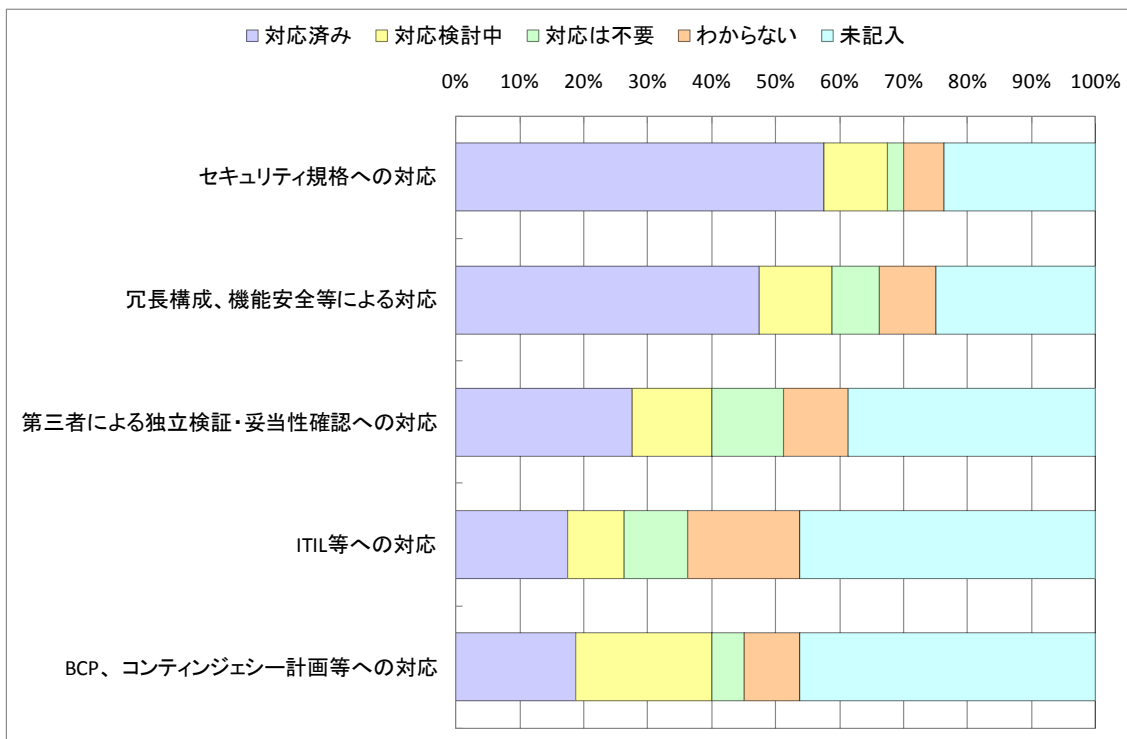 対応済み 対応検討中 対応は不要 わからない 未記入
0% 10% 20% 30% 40% 50% 60% 70% 80% 90% 100%
セキュリティ規格への対応
冗長構成、機能安全等による対応
第三者による独立検証・妥当性確認への対応
ITIL等への対応
BCP、コンティンジェシー計画等への対応